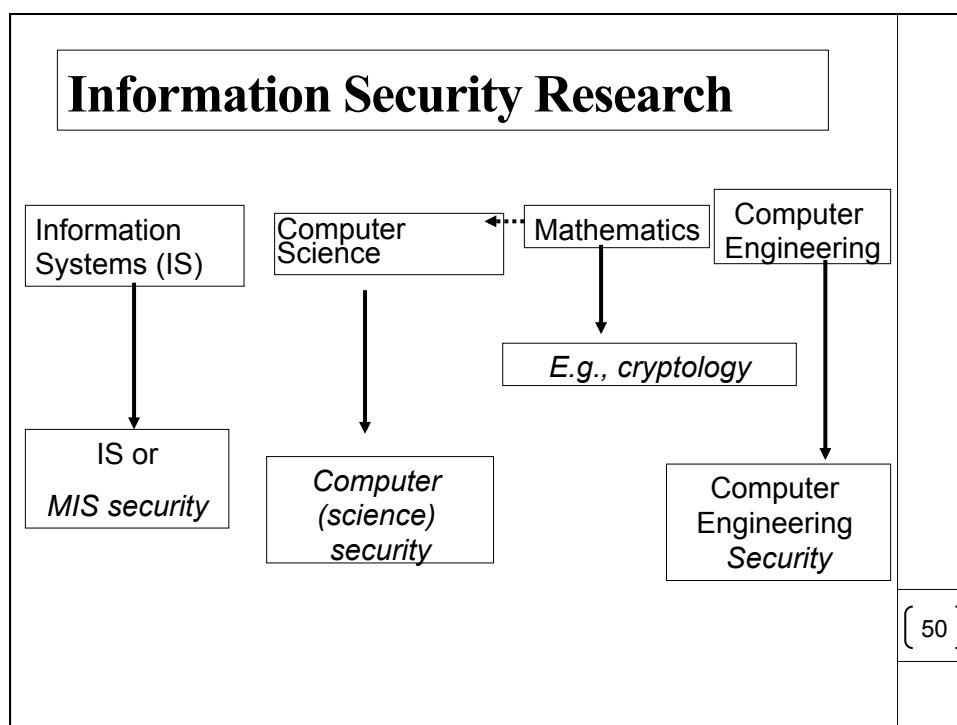 Information Security Research
Information
Systems (IS)
Computer
Science
Mathematics
Computer
Engineering
E.g., cryptology
IS or
MIS security
Computer
(science)
security
Computer
Engineering
Security
50